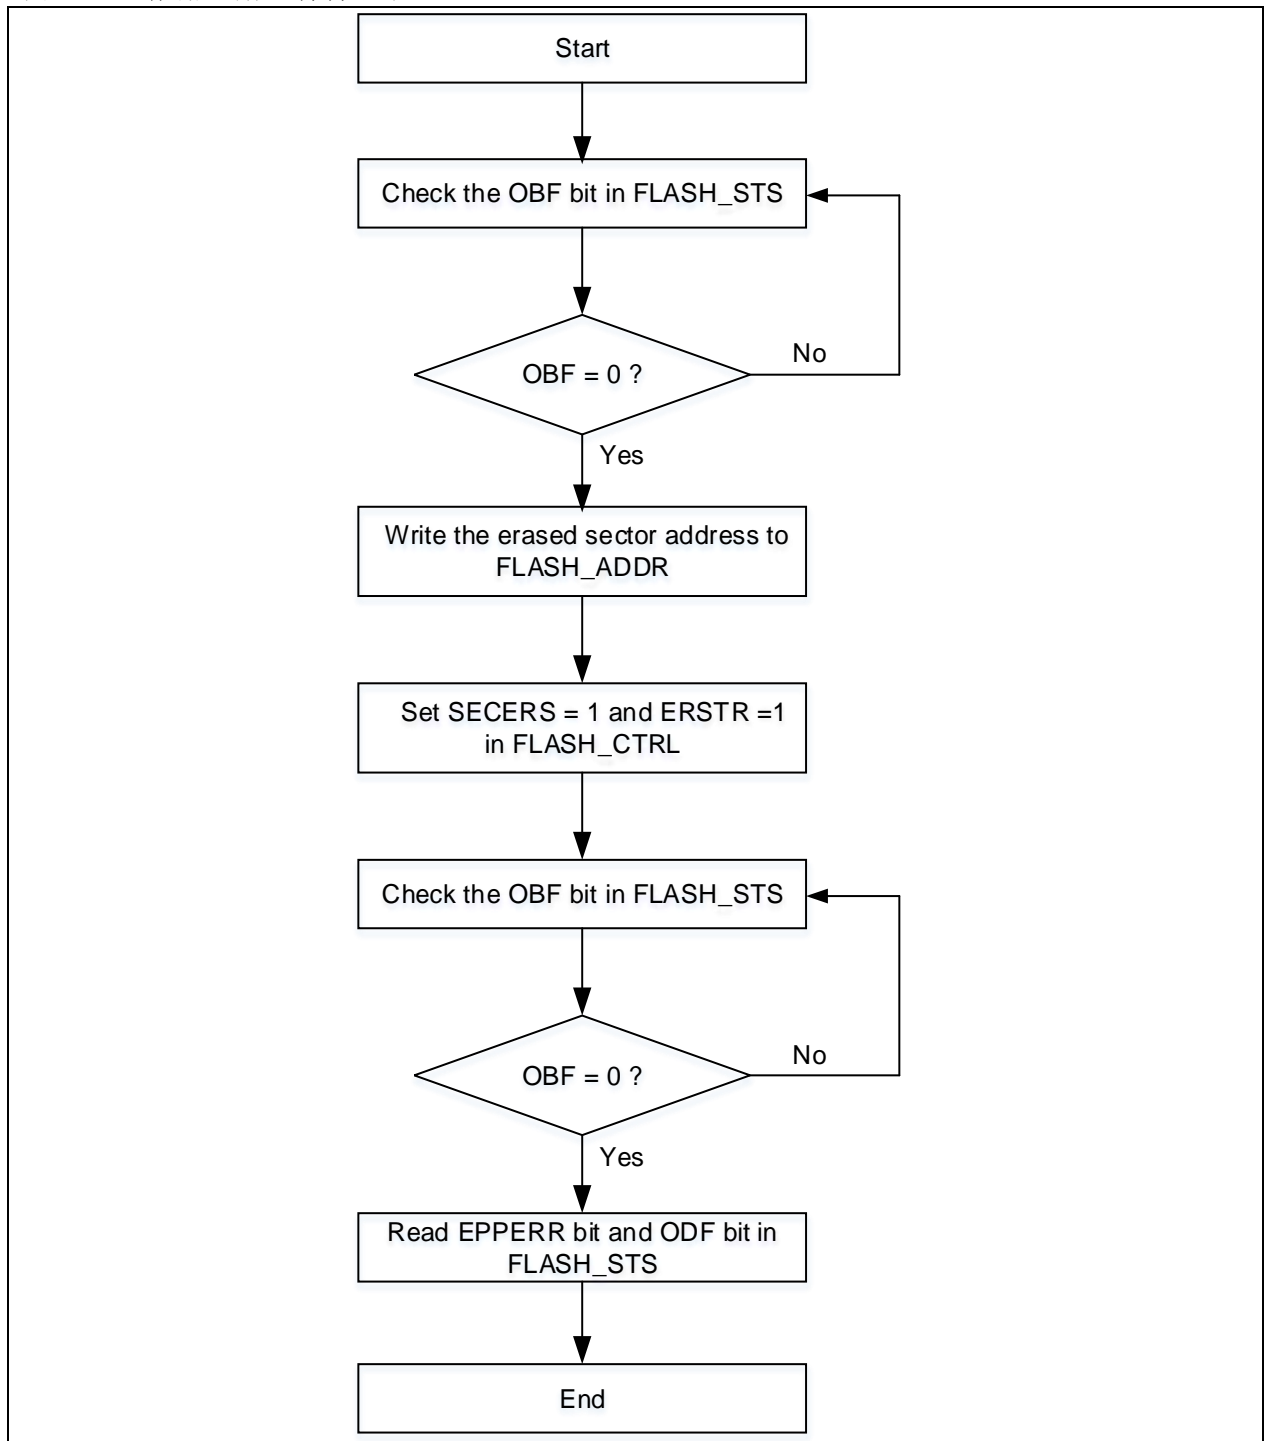 Start
Check the OBF bit in FLASH_STS
OBF = 0 ?
No
Yes
Write the erased sector address to
FLASH_ADDR
Set SECERS = 1 and ERSTR =1
in FLASH_CTRL
Check the OBF bit in FLASH_STS
OBF = 0 ?
No
Yes
Read EPPERR bit and ODF bit in
FLASH_STS
End